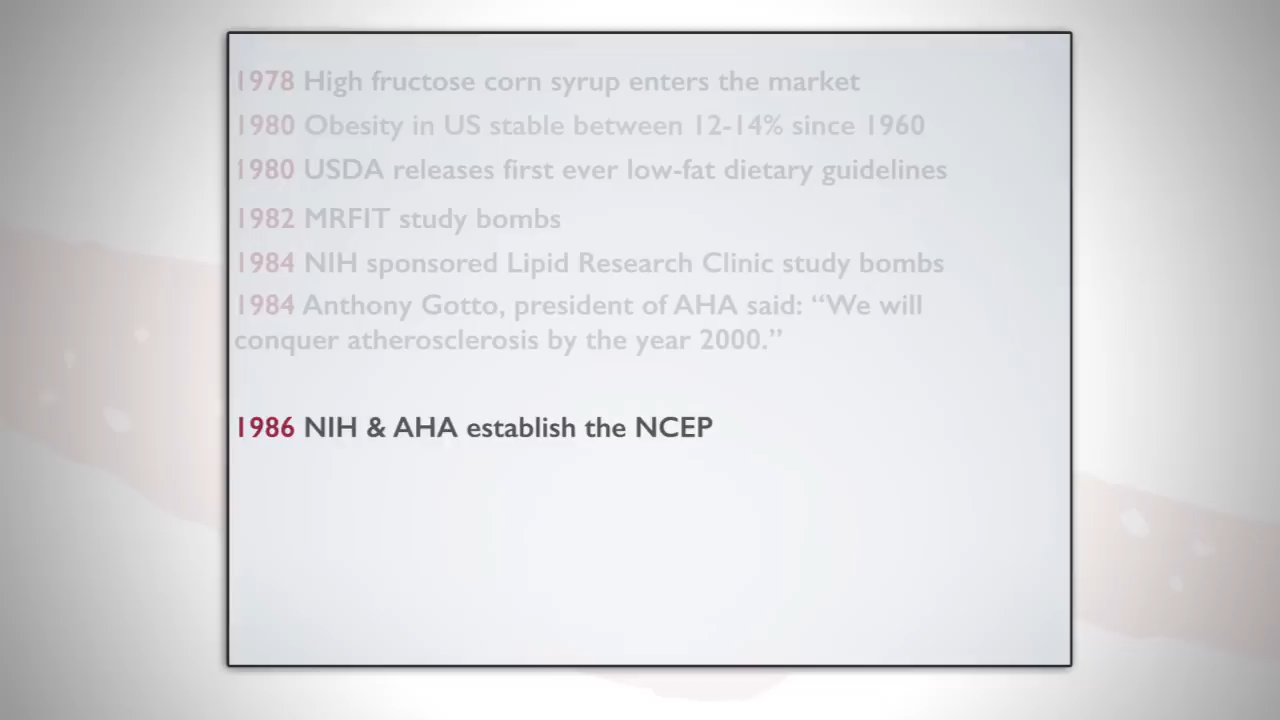 1978 High fructose corn syrup enters the market
1980 Obesity in US stable between 12-14% since 1960
1980 USDA releases first ever low-fat dietary guidelines
1982 MRFIT study bombs
1984 NIH sponsored Lipid Research Clinic study bombs
1984 Anthony Gotto, president of AHA said: “We will
conquer atherosclerosis by the year 2000.”
1986 NIH & AHA establish the NCEP